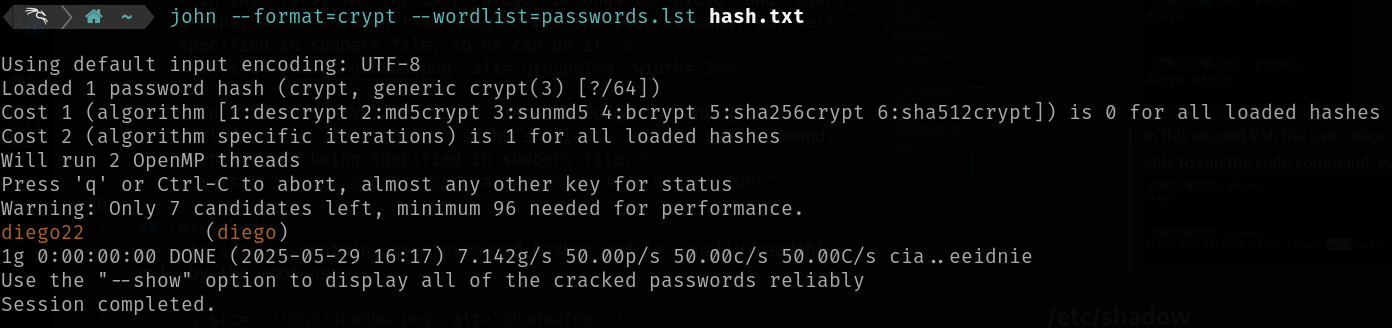 ~ john --format=crypt --wordlist=passwords.lst hash.txt
Using default input encoding: UTF-8
Loaded 1 password hash (crypt, generic crypt(3) [?/64])
Cost 1 (algorithm [1:descrypt 2:md5crypt 3:sunmd5 4:bcrypt 5:sha256crypt 6:sha512crypt]) is 0 for all loaded hashes
Cost 2 (algorithm specific iterations) is 1 for all loaded hashes
Will run 2 OpenMP threads
Press 'q' or Ctrl-C to abort, almost any other key for status
Warning: Only 7 candidates left, minimum 96 needed for performance.
diego22 (diego)
1g 0:00:00:00 DONE (2025-05-29 16:17) 7.142g/s 50.00p/s 50.00c/s 50.00C/s cia..eeidnie
Use the "--show" option to display all of the cracked passwords reliably
Session completed.
/etc/shadow